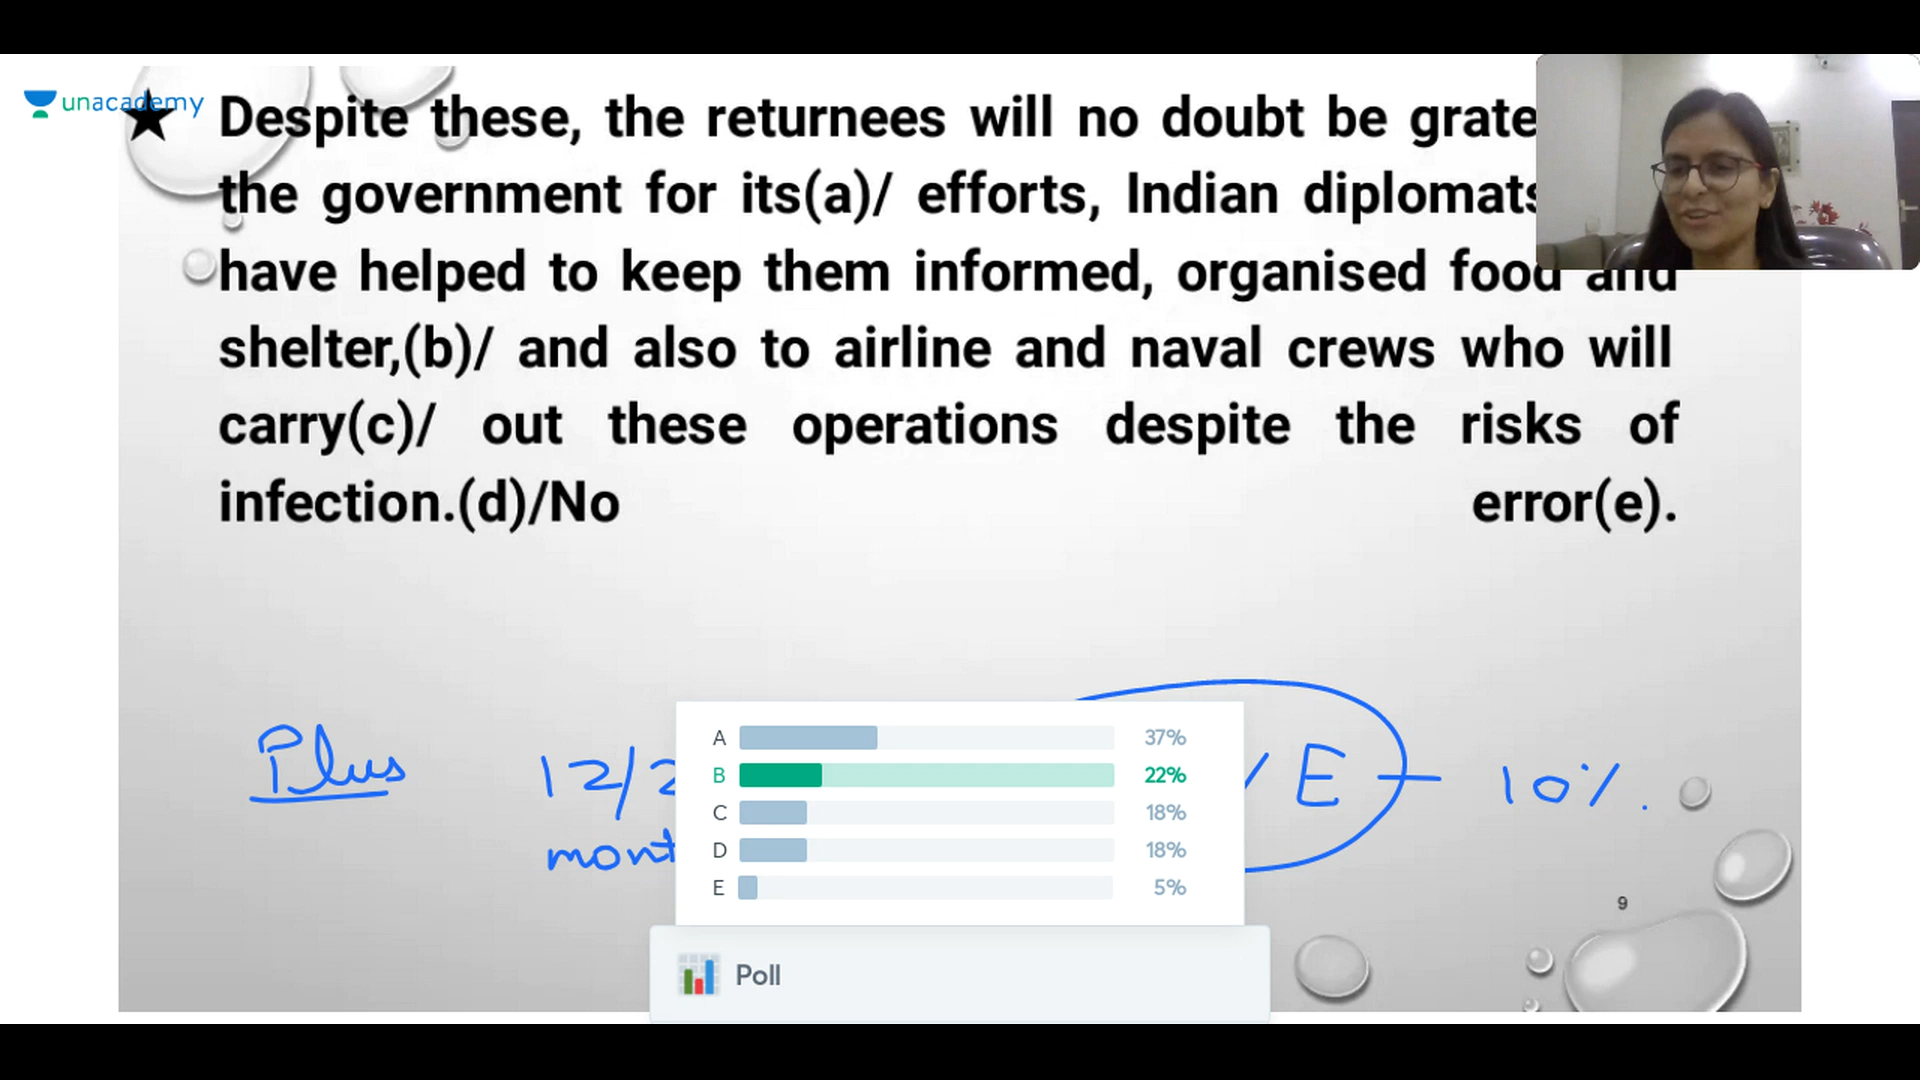 unacademy
Despite these, the returnees will no doubt be
the government for its(a)/ efforts, Indian diplomats
have helped to keep them informed, organised food and
shelter,(b)/ and also to airline and naval crews who will
carry(c)/ out these operations despite the risks of
infection.(d)/No error(e).
Plus 12/2 / E — 10%.
A 37%
B 22%
C 18%
D 18%
E 5%
9
Poll